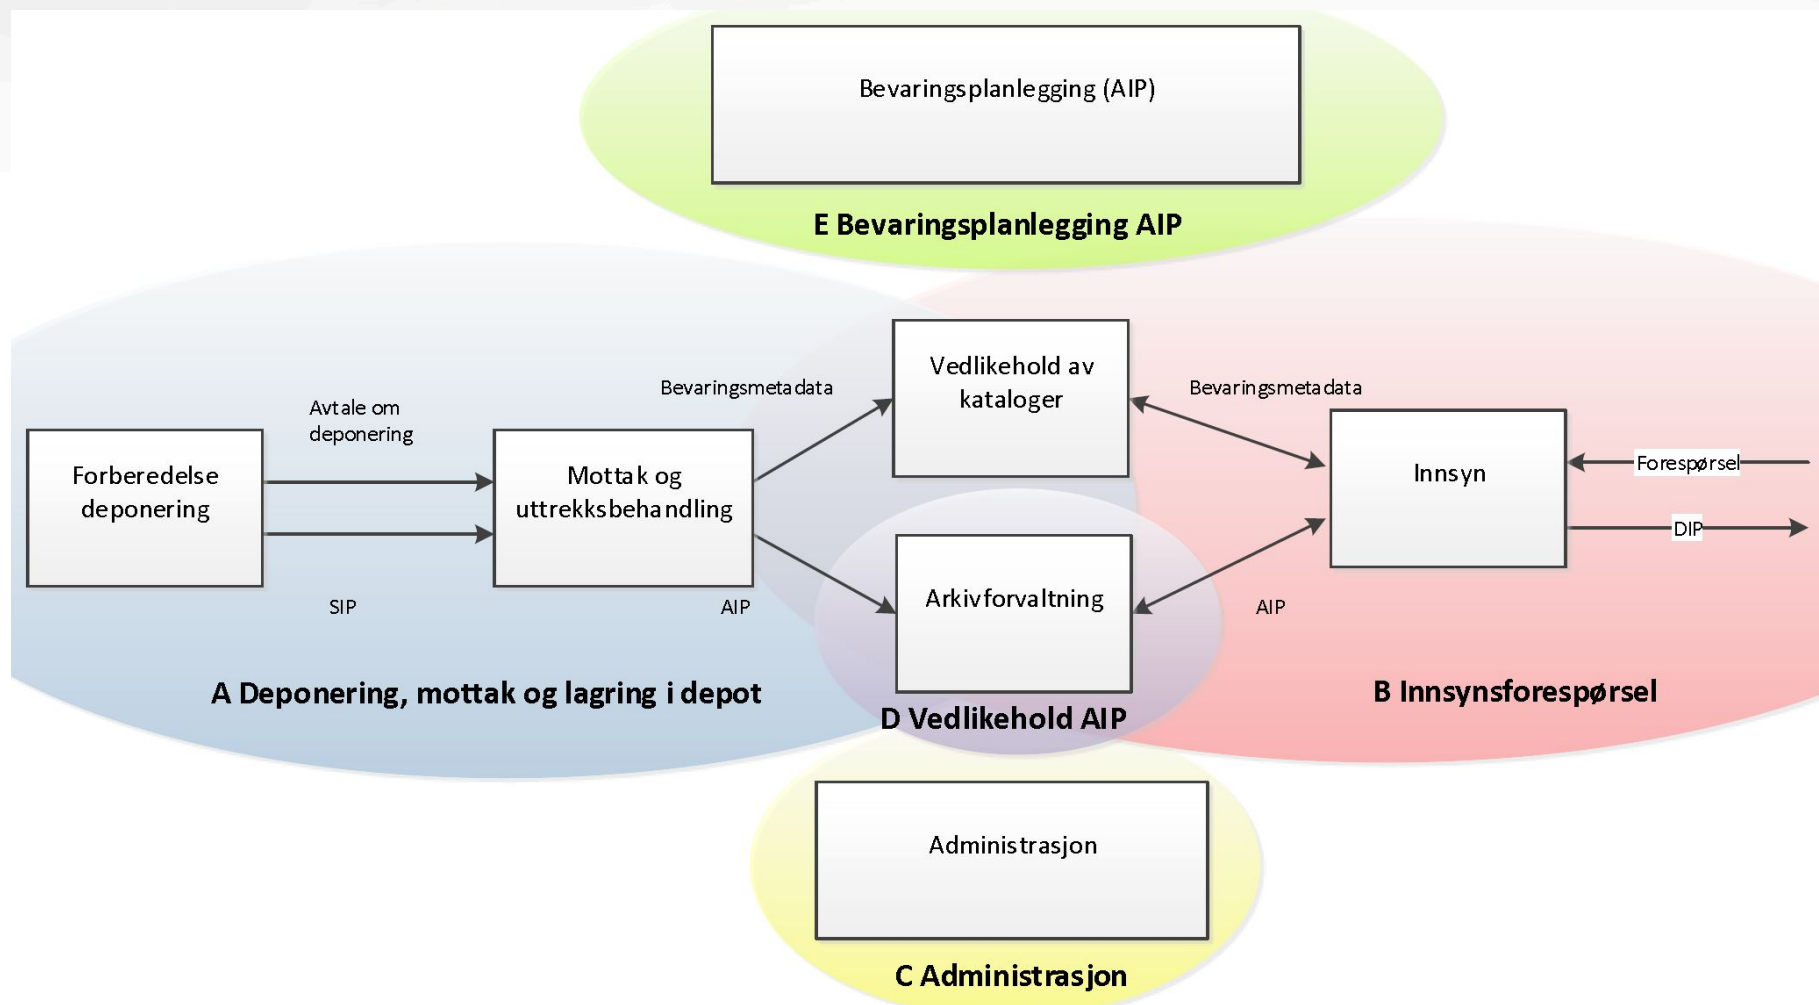 Bevaringsplanlegging (AIP)
E Bevaringsplanlegging AIP
Vedlikehold av
kataloger
Bevaringsmetadata
Bevaringsmetadata
Avtale om
deponering
Forberedelse
deponering
Mottak og
uttrekksbehandling
Innsyn
Forespørsel
DIP
SIP
AIP
Arkivforvaltning
AIP
A Deponering, mottak og lagring i depot
D Vedlikehold AIP
B Innsynsforespørsel
Administrasjon
C Administrasjon